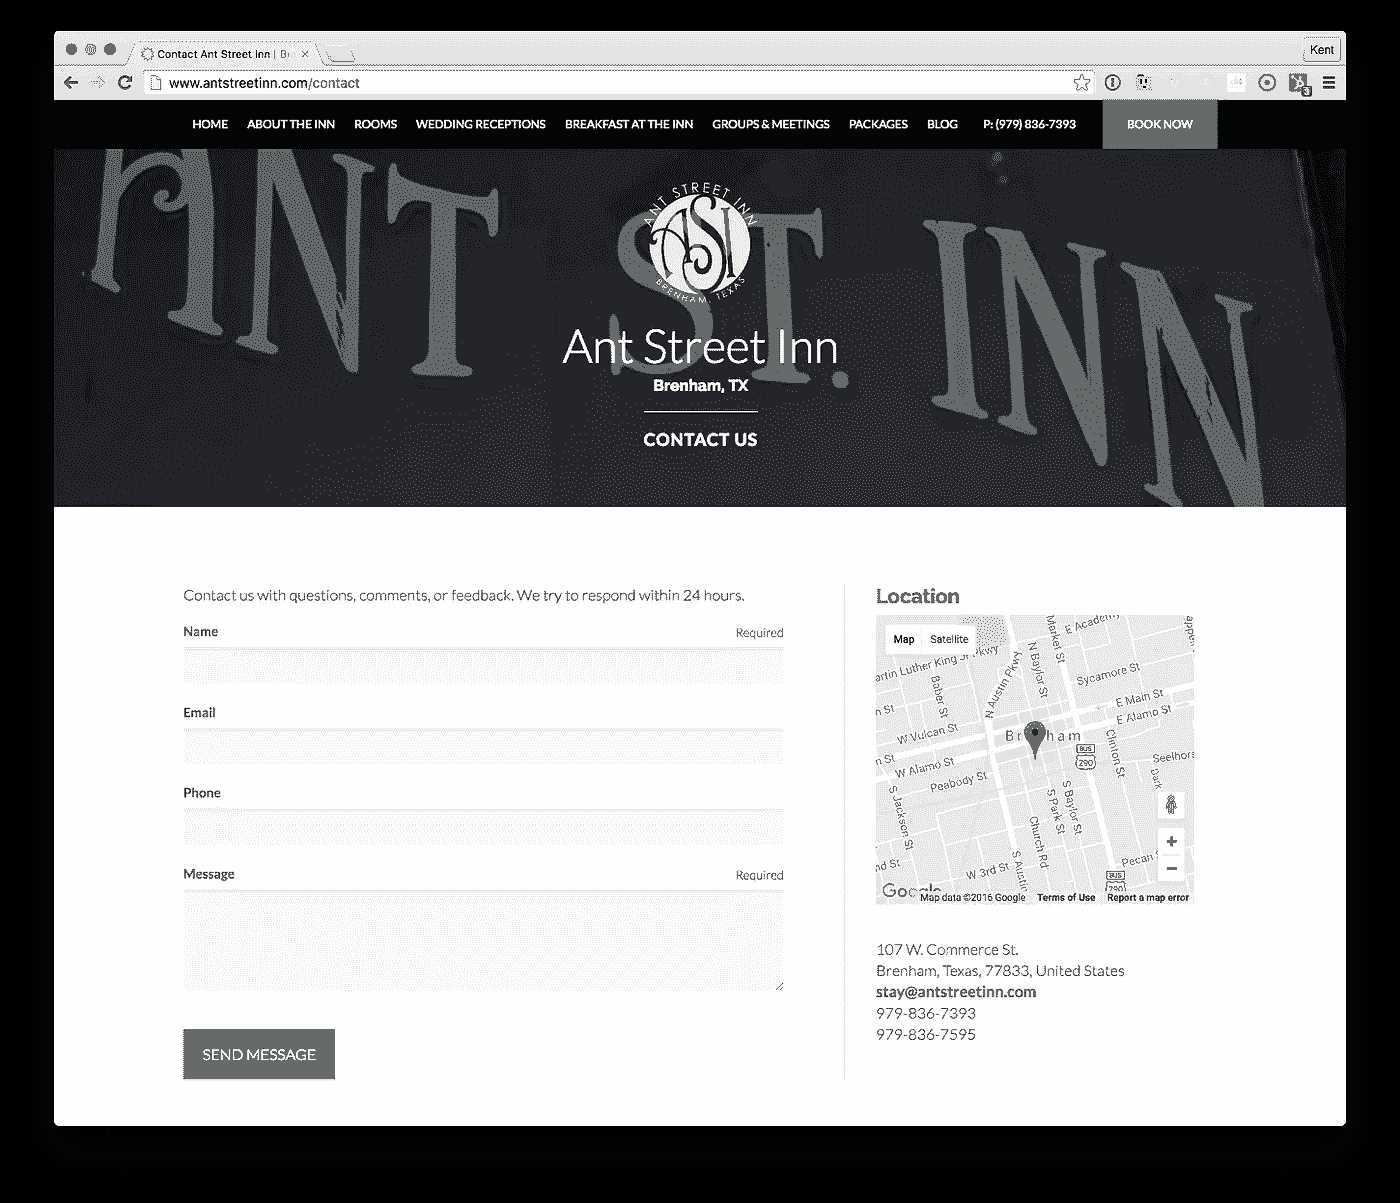 Contact Ant Street Inn | B
Kent
www.antstreetinn.com/contact
3
HOME ABOUT THE INN ROOMS WEDDING RECEPTIONS BREAKFAST AT THE INN GROUPS & MEETINGS PACKAGES BLOG P: (979) 836-7393 BOOK NOW
ANT ST. INN
ANT STREET INN
ASI
BRENHAM, TEXAS
Ant Street Inn
Brenham, TX
CONTACT US
Contact us with questions, comments, or feedback. We try to respond within 24 hours.
Name Required
Email
Phone
Message Required
SEND MESSAGE
Location
Map Satellite
Market St
E Academy
artin Luther King Jr Pkwy
N Austin Pkwy
N Baylor St
Sycamore St
Baber St
E Main St
E Alamo St
n St
W Vulcan St
Brenham
Clinton St
BUS
290
Seelhors
n St
W Alamo St
Peabody St
Dark
S Jackson St
S Park St
S Baylor St
Church Rd
Pecan S
nd St
W 3rd St
S Austin
BUS
290
Google
Map data ©2016 Google Terms of Use Report a map error
107 W. Commerce St.
Brenham, Texas, 77833, United States
stay@antstreetinn.com
979-836-7393
979-836-7595